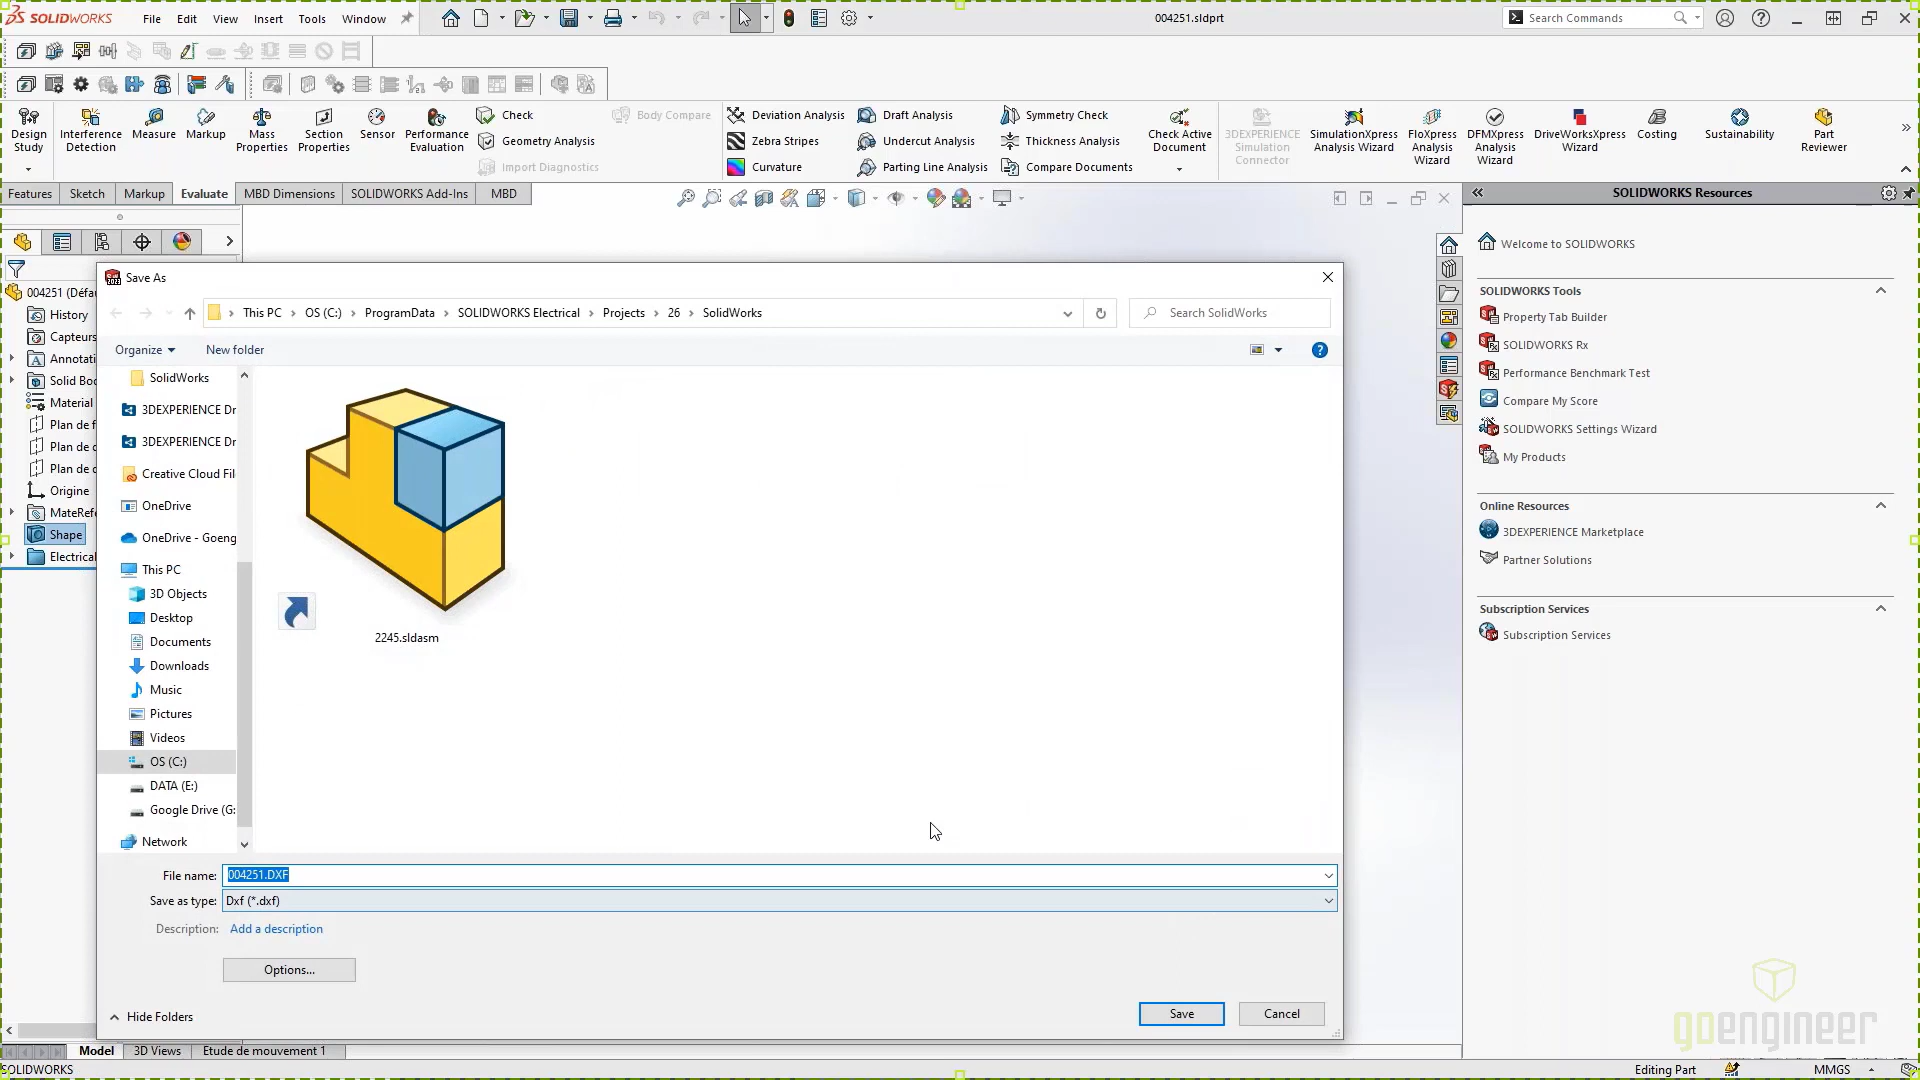 SOLIDWORKS File Edit View Insert Tools Window 004251.sldprt Search Commands
Design Study
Interference Detection
Measure
Markup
Mass Properties
Section Properties
Sensor
Performance Evaluation
Check
Geometry Analysis
Import Diagnostics
Body Compare
Deviation Analysis
Zebra Stripes
Curvature
Draft Analysis
Undercut Analysis
Parting Line Analysis
Symmetry Check
Thickness Analysis
Compare Documents
Check Active Document
3DEXPERIENCE Simulation Connector
SimulationXpress Analysis Wizard
FloXpress Analysis Wizard
DFMXpress Analysis Wizard
DriveWorksXpress Wizard
Costing
Sustainability
Part Reviewer
Features Sketch Markup Evaluate MBD Dimensions SOLIDWORKS Add-Ins MBD
004251 (Défau
History
Capteurs
Annotati
Solid Boc
Material
Plan de f
Plan de c
Plan de c
Origine
MateRefe
Shape
Electrical
Save As
This PC > OS (C:) > ProgramData > SOLIDWORKS Electrical > Projects > 26 > SolidWorks
Search SolidWorks
Organize New folder
SolidWorks
3DEXPERIENCE Dr
3DEXPERIENCE Dr
Creative Cloud Fil
OneDrive
OneDrive - Goeng
This PC
3D Objects
Desktop
Documents
Downloads
Music
Pictures
Videos
OS (C:)
DATA (E:)
Google Drive (G:
Network
2245.sldasm
File name: 004251.DXF
Save as type: Dxf (*.dxf)
Description: Add a description
Options...
Hide Folders
Save Cancel
SOLIDWORKS Resources
Welcome to SOLIDWORKS
SOLIDWORKS Tools
Property Tab Builder
SOLIDWORKS Rx
Performance Benchmark Test
Compare My Score
SOLIDWORKS Settings Wizard
My Products
Online Resources
3DEXPERIENCE Marketplace
Partner Solutions
Subscription Services
Subscription Services
goengineer
Model 3D Views Etude de mouvement 1
SOLIDWORKS Editing Part MMGS